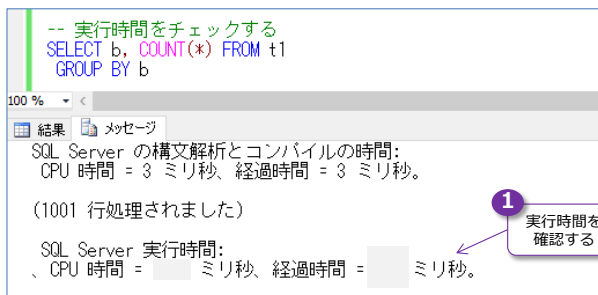 -- 実行時間をチェックする
SELECT b, COUNT(*) FROM t1
GROUP BY b
100 %
結果 メッセージ
SQL Server の構文解析とコンパイルの時間:
CPU 時間 = 3 ミリ秒、経過時間 = 3 ミリ秒。
(1001 行処理されました)
1
実行時間を
確認する
SQL Server 実行時間:
、CPU 時間 = ミリ秒、経過時間 = ミリ秒。